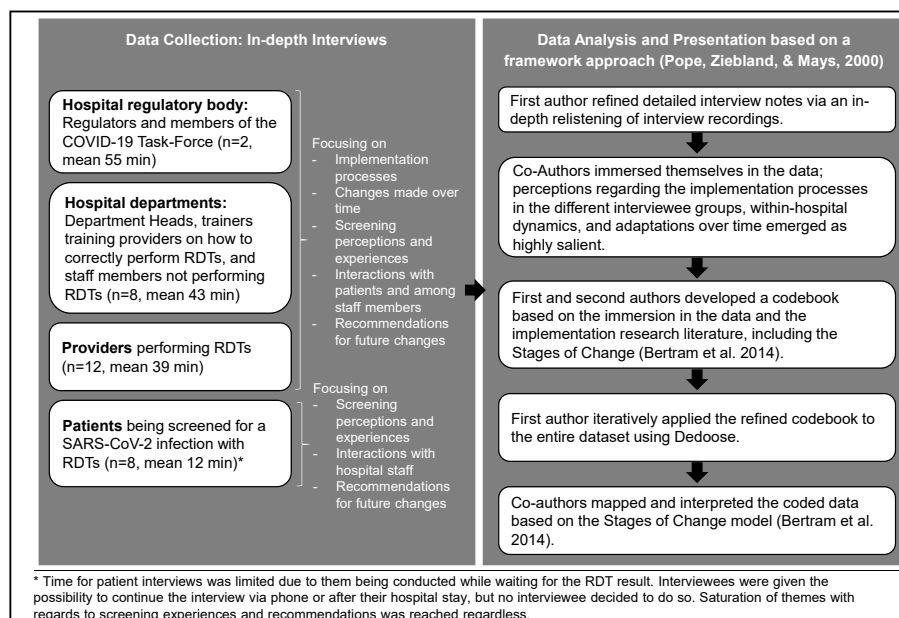 Data Collection: In-depth Interviews
Hospital regulatory body:
Regulators and members of the
COVID-19 Task-Force (n=2,
mean 55 min)
Hospital departments:
Department Heads, trainers
training providers on how to
correctly perform RDTs, and
staff members not performing
RDTs (n=8, mean 43 min)
Providers performing RDTs
(n=12, mean 39 min)
Patients being screened for a
SARS-CoV-2 infection with
RDTs (n=8, mean 12 min)*
Focusing on
- Implementation
processes
- Changes made over
time
- Screening
perceptions and
experiences
- Interactions with
patients and among
staff members
- Recommendations
for future changes
Focusing on
- Screening
perceptions and
experiences
- Interactions with
hospital staff
- Recommendations
for future changes
Data Analysis and Presentation based on a
framework approach (Pope, Ziebland, & Mays, 2000)
First author refined detailed interview notes via an in-
depth relistening of interview recordings.
Co-Authors immersed themselves in the data;
perceptions regarding the implementation processes
in the different interviewee groups, within-hospital
dynamics, and adaptations over time emerged as
highly salient.
First and second authors developed a codebook
based on the immersion in the data and the
implementation research literature, including the
Stages of Change (Bertram et al. 2014).
First author iteratively applied the refined codebook to
the entire dataset using Dedoose.
Co-authors mapped and interpreted the coded data
based on the Stages of Change model (Bertram et al.
2014).
* Time for patient interviews was limited due to them being conducted while waiting for the RDT result. Interviewees were given the
possibility to continue the interview via phone or after their hospital stay, but no interviewee decided to do so. Saturation of themes with
regards to screening experiences and recommendations was reached regardless.